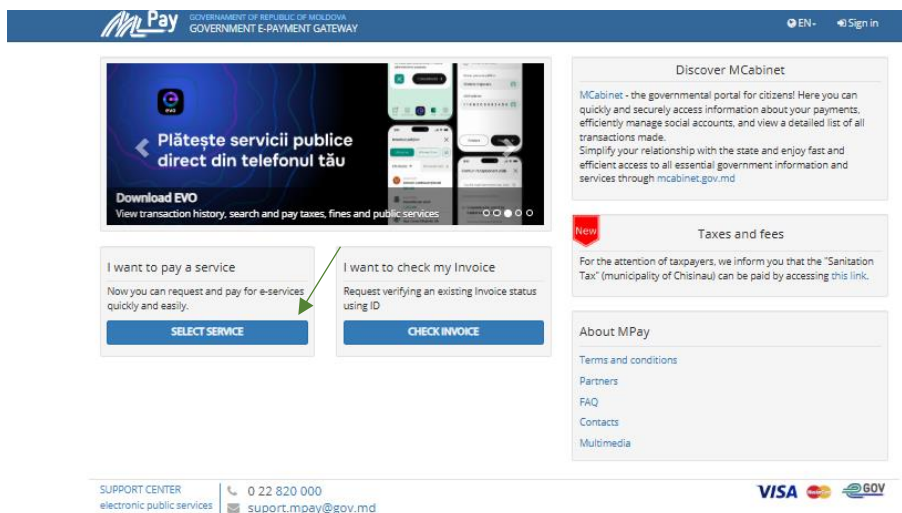 MPay
GOVERNAMENT OF REPUBLIC OF MOLDOVA
GOVERNMENT E-PAYMENT GATEWAY
EN
Sign in
evo
Plătește servicii publice
direct din telefonul tău
Download EVO
View transaction history, search and pay taxes, fines and public services
I want to pay a service
Now you can request and pay for e-services
quickly and easily.
SELECT SERVICE
I want to check my Invoice
Request verifying an existing Invoice status
using ID
CHECK INVOICE
Discover MCabinet
MCabinet - the governmental portal for citizens! Here you can
quickly and securely access information about your payments,
efficiently manage social accounts, and view a detailed list of all
transactions made.
Simplify your relationship with the state and enjoy fast and
efficient access to all essential government information and
services through mcabinet.gov.md
New
Taxes and fees
For the attention of taxpayers, we inform you that the "Sanitation
Tax" (municipality of Chisinau) can be paid by accessing this link.
About MPay
Terms and conditions
Partners
FAQ
Contacts
Multimedia
SUPPORT CENTER
electronic public services
0 22 820 000
suport.mpay@gov.md
VISA
GOV